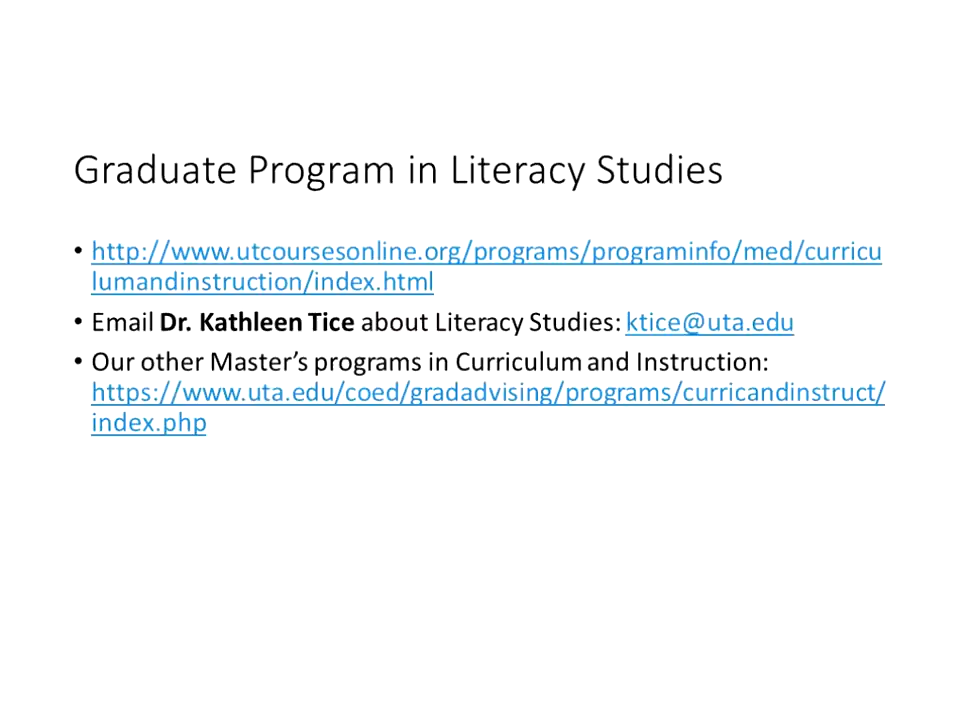 Graduate Program in Literacy Studies
• http://www.utcoursesonline.org/programs/programinfo/med/curricu
lumandinstruction/index.html
• Email Dr. Kathleen Tice about Literacy Studies: ktice@uta.edu
• Our other Master’s programs in Curriculum and Instruction:
https://www.uta.edu/coed/gradadvising/programs/curricandinstruct/
index.php